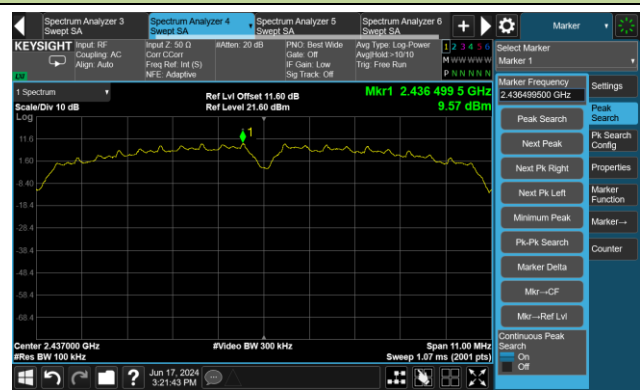 Spectrum Analyzer 3
Swept SA
Spectrum Analyzer 4
Swept SA
Spectrum Analyzer 5
Swept SA
Spectrum Analyzer 6
Swept SA
+
Marker
KEYSIGHT
Input: RF
Coupling: AC
Align: Auto
Input Z: 50 Ω
Corr CCorr
Freq Ref: Int (S)
NFE: Adaptive
#Atten: 20 dB
PNO: Best Wide
Gate: Off
IF Gain: Low
Sig Track: Off
Avg Type: Log-Power
Avg|Hold:>10/10
Trig: Free Run
1 2 3 4 5 6
M W W W W W
P N N N N N
LXI
Select Marker
Marker 1
1 Spectrum
Scale/Div 10 dB
Log
Ref Lvl Offset 11.60 dB
Ref Level 21.60 dBm
Mkr1 2.436 499 5 GHz
9.57 dBm
1
11.6
1.60
-8.40
-18.4
-28.4
-38.4
-48.4
-58.4
-68.4
Center 2.437000 GHz
#Res BW 100 kHz
#Video BW 300 kHz
Span 11.00 MHz
Sweep 1.07 ms (2001 pts)
Marker Frequency
2.436499500 GHz
Peak Search
Next Peak
Next Pk Right
Next Pk Left
Minimum Peak
Pk-Pk Search
Marker Delta
Mkr→CF
Mkr→Ref Lvl
Continuous Peak
Search
On
Off
Settings
Peak
Search
Pk Search
Config
Properties
Marker
Function
Marker→
Counter
?
Jun 17, 2024
3:21:43 PM